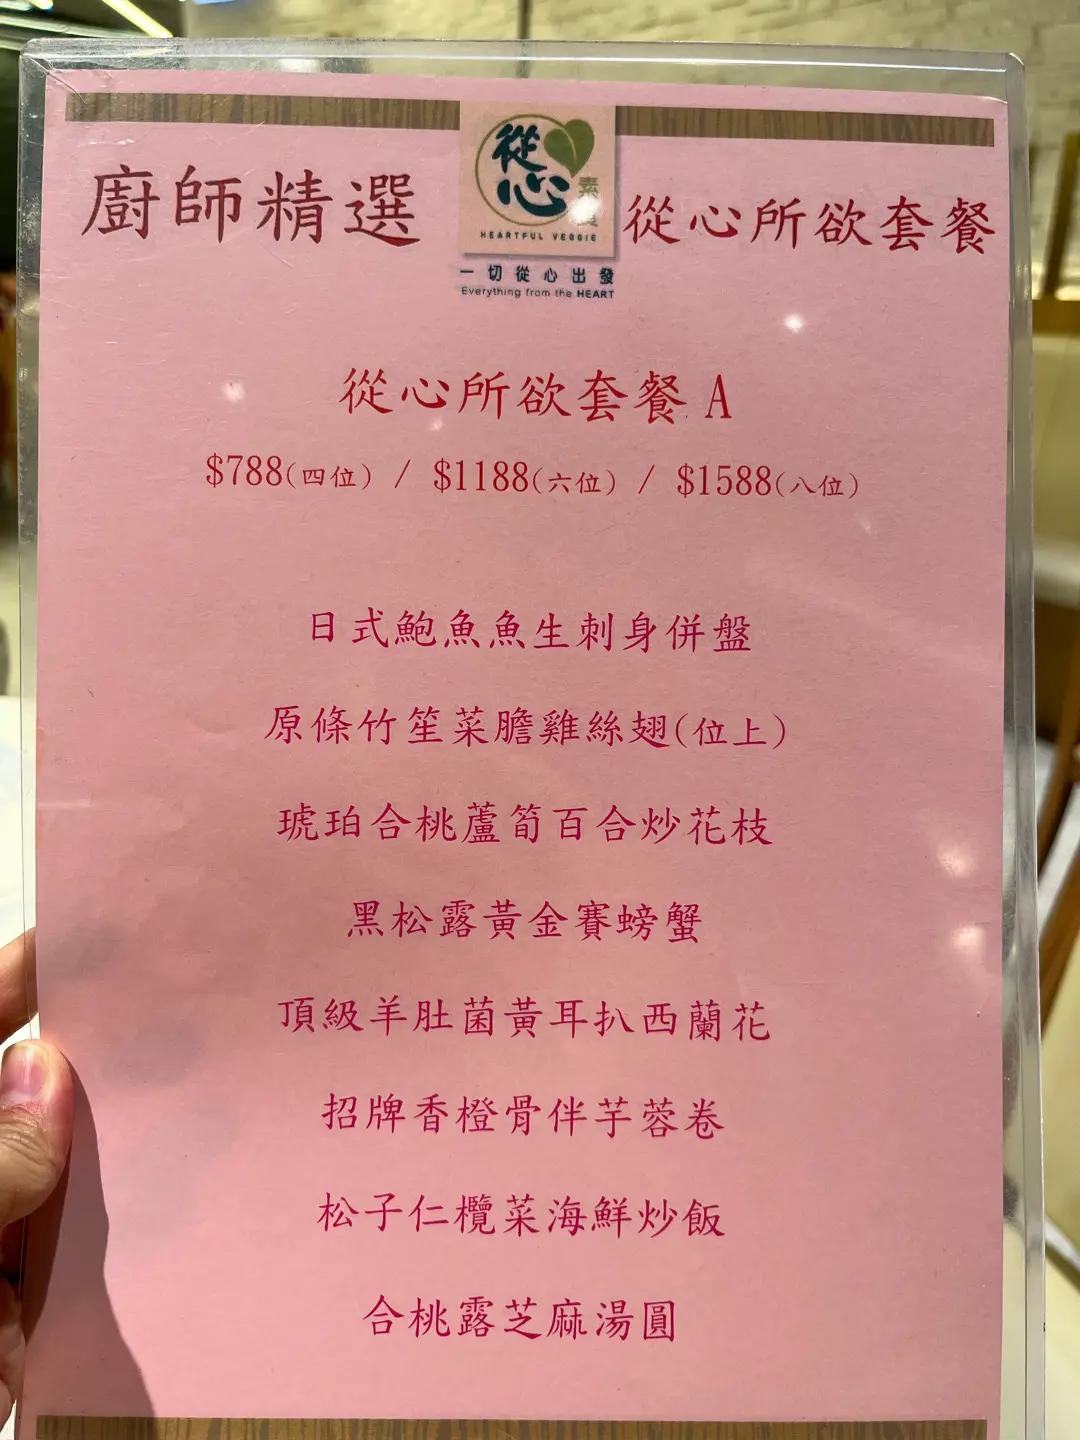 廚師精選
從心
素食
HEARTFUL VEGGIE
一切從心出發
Everything from the HEART
從心所欲套餐
從心所欲套餐 A
$788(四位) / $1188(六位) / $1588(八位)
日式鮑魚魚生刺身併盤
原條竹笙菜膽雞絲翅(位上)
琥珀合桃蘆筍百合炒花枝
黑松露黃金賽螃蟹
頂級羊肚菌黃耳扒西蘭花
招牌香橙骨伴芋蓉卷
松子仁欖菜海鮮炒飯
合桃露芝麻湯圓